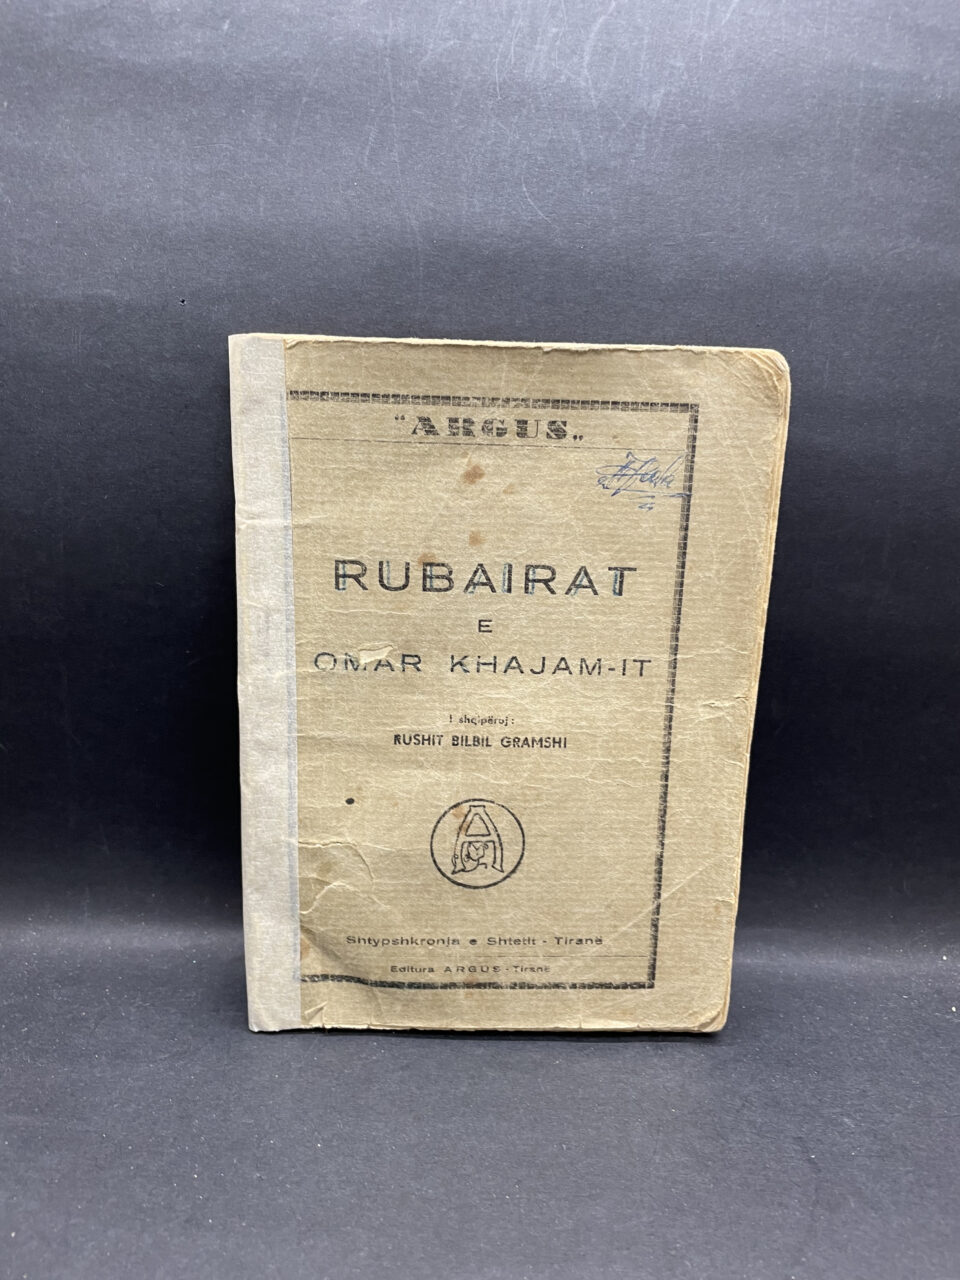 "ARGUS„
RUBAIRAT
E
OMAR KHAJAM-IT
I shqipëroj:
RUSHIT BILBIL GRAMSHI
Shtypshkronja e Shtetit - Tiranë
Editura ARGUS - Tiranë